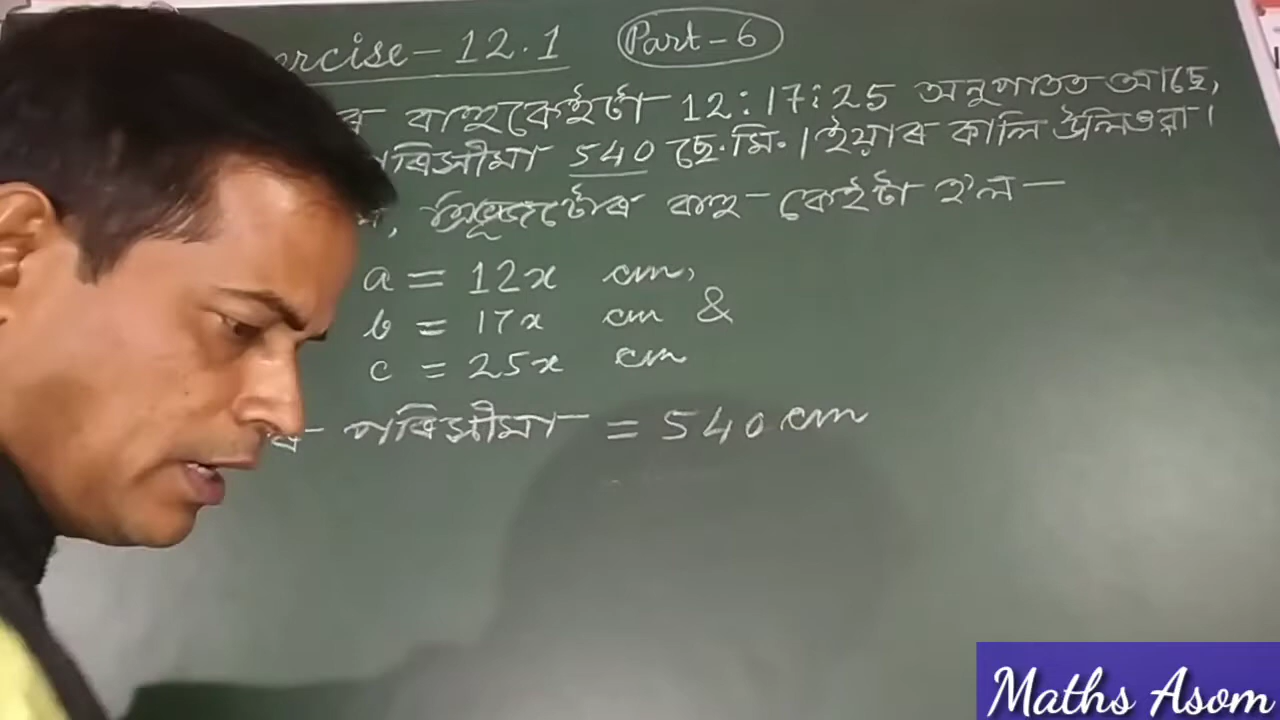 ercise - 12.1 Part - 6
ৰ বাহুকেইটা 12:17:25 অনুপাতত আছে,
পৰিসীমা 540 ছে.মি.। ইয়াৰ কালি উলিওৱা।
ত্ৰিভূজটোৰ বাহু-কেইটা হ'ল—
a = 12x cm,
b = 17x cm &
c = 25x cm
ৰ পৰিসীমা = 540 cm
Maths Asom